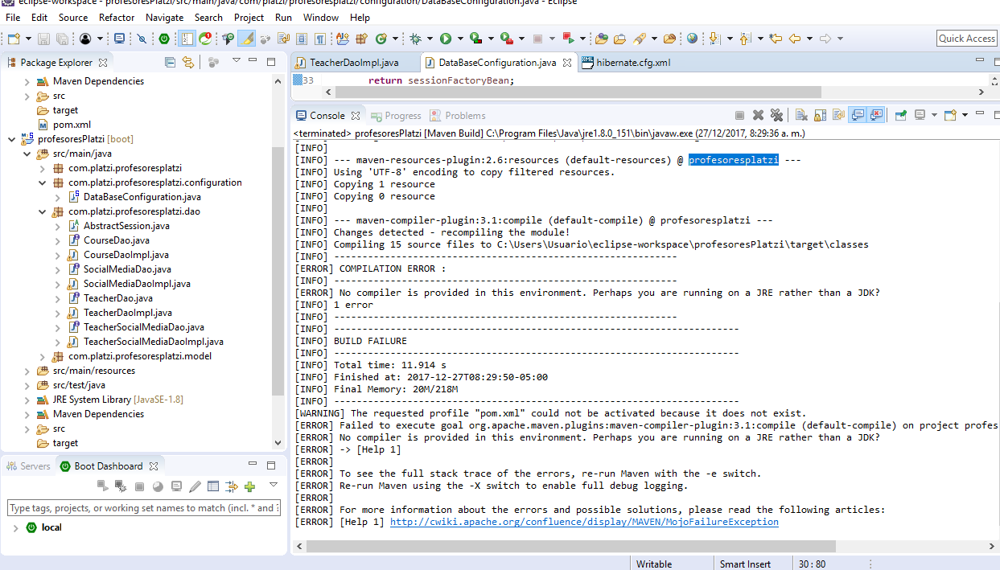 eclipse-workspace - profesoresPlatzi/src/main/java/com/platzi/profesoresplatzi/configuration/DataBaseConfiguration.java - Eclipse
File Edit Source Refactor Navigate Search Project Run Window Help
Quick Access
Package Explorer
Maven Dependencies
src
target
pom.xml
profesoresPlatzi [boot]
src/main/java
com.platzi.profesoresplatzi
com.platzi.profesoresplatzi.configuration
DataBaseConfiguration.java
com.platzi.profesoresplatzi.dao
AbstractSession.java
CourseDao.java
CourseDaoImpl.java
SocialMediaDao.java
SocialMediaDaoImpl.java
TeacherDao.java
TeacherDaoImpl.java
TeacherSocialMediaDao.java
TeacherSocialMediaDaoImpl.java
com.platzi.profesoresplatzi.model
src/main/resources
src/test/java
JRE System Library [JavaSE-1.8]
Maven Dependencies
src
target
Servers Boot Dashboard
Type tags, projects, or working set names to match (incl. * and
local
TeacherDaoImpl.java DataBaseConfiguration.java hibernate.cfg.xml
33 return sessionFactoryBean;
Console Progress Problems
<terminated> profesoresPlatzi [Maven Build] C:\Program Files\Java\jre1.8.0_151\bin\javaw.exe (27/12/2017, 8:29:36 a. m.)
[INFO]
[INFO] --- maven-resources-plugin:2.6:resources (default-resources) @ profesoresplatzi ---
[INFO] Using 'UTF-8' encoding to copy filtered resources.
[INFO] Copying 1 resource
[INFO] Copying 0 resource
[INFO]
[INFO] --- maven-compiler-plugin:3.1:compile (default-compile) @ profesoresplatzi ---
[INFO] Changes detected - recompiling the module!
[INFO] Compiling 15 source files to C:\Users\Usuario\eclipse-workspace\profesoresPlatzi\target\classes
[INFO] -------------------------------------------------------------
[ERROR] COMPILATION ERROR :
[INFO] -------------------------------------------------------------
[ERROR] No compiler is provided in this environment. Perhaps you are running on a JRE rather than a JDK?
[INFO] 1 error
[INFO] -------------------------------------------------------------
[INFO] ------------------------------------------------------------------------
[INFO] BUILD FAILURE
[INFO] ------------------------------------------------------------------------
[INFO] Total time: 11.914 s
[INFO] Finished at: 2017-12-27T08:29:50-05:00
[INFO] Final Memory: 20M/218M
[INFO] ------------------------------------------------------------------------
[WARNING] The requested profile "pom.xml" could not be activated because it does not exist.
[ERROR] Failed to execute goal org.apache.maven.plugins:maven-compiler-plugin:3.1:compile (default-compile) on project profes
[ERROR] No compiler is provided in this environment. Perhaps you are running on a JRE rather than a JDK?
[ERROR] -> [Help 1]
[ERROR]
[ERROR] To see the full stack trace of the errors, re-run Maven with the -e switch.
[ERROR] Re-run Maven using the -X switch to enable full debug logging.
[ERROR]
[ERROR] For more information about the errors and possible solutions, please read the following articles:
[ERROR] [Help 1] http://cwiki.apache.org/confluence/display/MAVEN/MojoFailureException
Writable Smart Insert 30 : 80